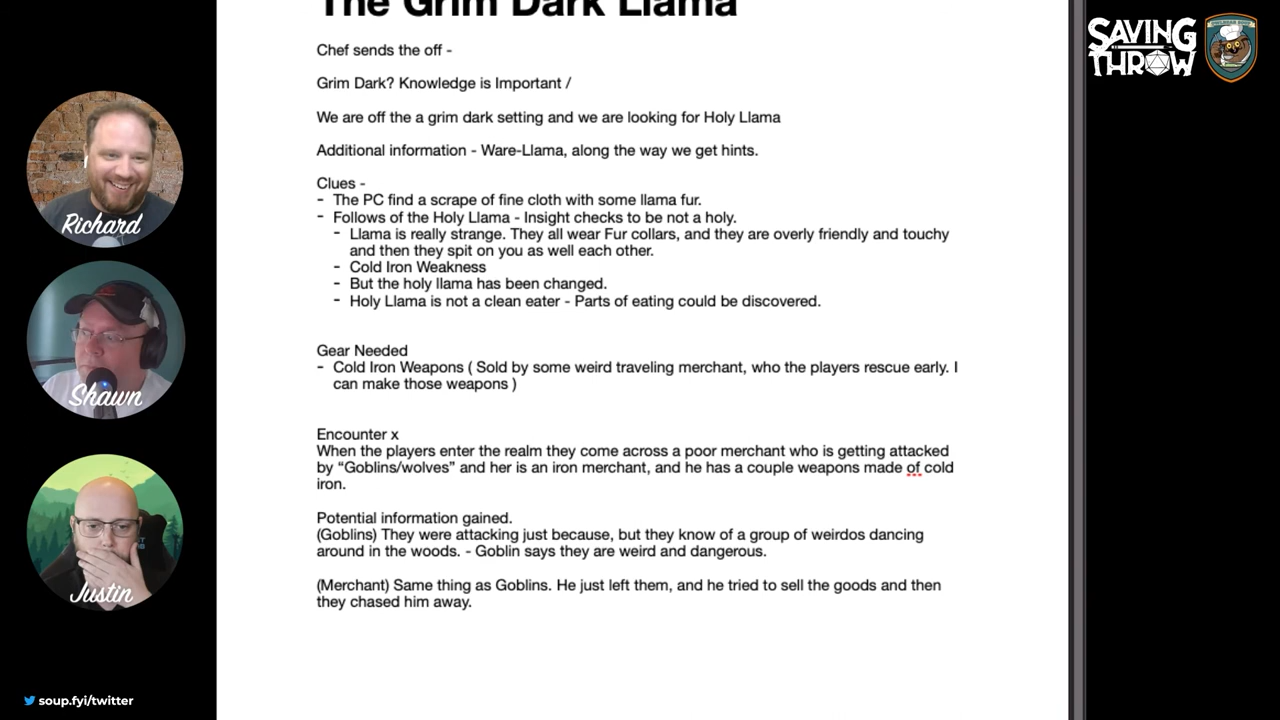 The Grim Dark Llama
Chef sends the off -
Grim Dark? Knowledge is Important /
We are off the a grim dark setting and we are looking for Holy Llama
Additional information - Ware-Llama, along the way we get hints.
Clues -
- The PC find a scrape of fine cloth with some llama fur.
- Follows of the Holy Llama - Insight checks to be not a holy.
- Llama is really strange. They all wear Fur collars, and they are overly friendly and touchy
and then they spit on you as well each other.
- Cold Iron Weakness
- But the holy llama has been changed.
- Holy Llama is not a clean eater - Parts of eating could be discovered.
Gear Needed
- Cold Iron Weapons ( Sold by some weird traveling merchant, who the players rescue early. I
can make those weapons )
Encounter x
When the players enter the realm they come across a poor merchant who is getting attacked
by “Goblins/wolves” and her is an iron merchant, and he has a couple weapons made of cold
iron.
Potential information gained.
(Goblins) They were attacking just because, but they know of a group of weirdos dancing
around in the woods. - Goblin says they are weird and dangerous.
(Merchant) Same thing as Goblins. He just left them, and he tried to sell the goods and then
they chased him away.
Richard
Shawn
Justin
soup.fyi/twitter
SAVING
THROW